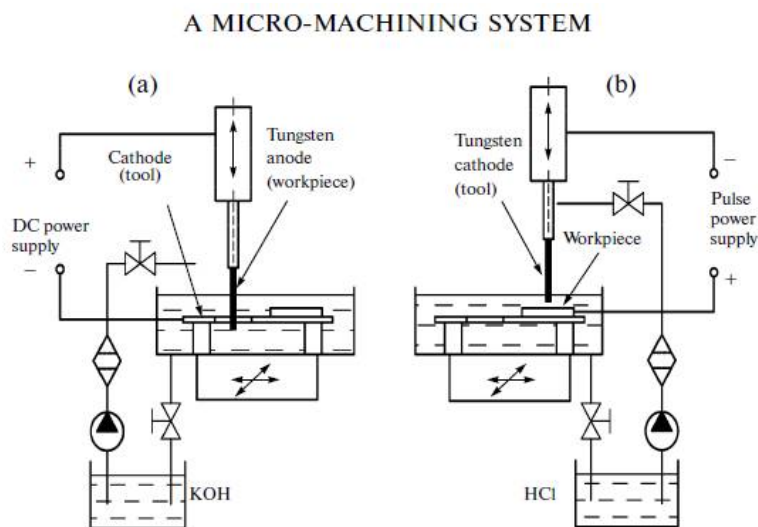 A MICRO-MACHINING SYSTEM
(a)
Cathode
(tool)
Tungsten
anode
(workpiece)
+
DC power
supply
–
KOH
(b)
Tungsten
cathode
(tool)
Workpiece
–
Pulse
power
supply
+
HCl